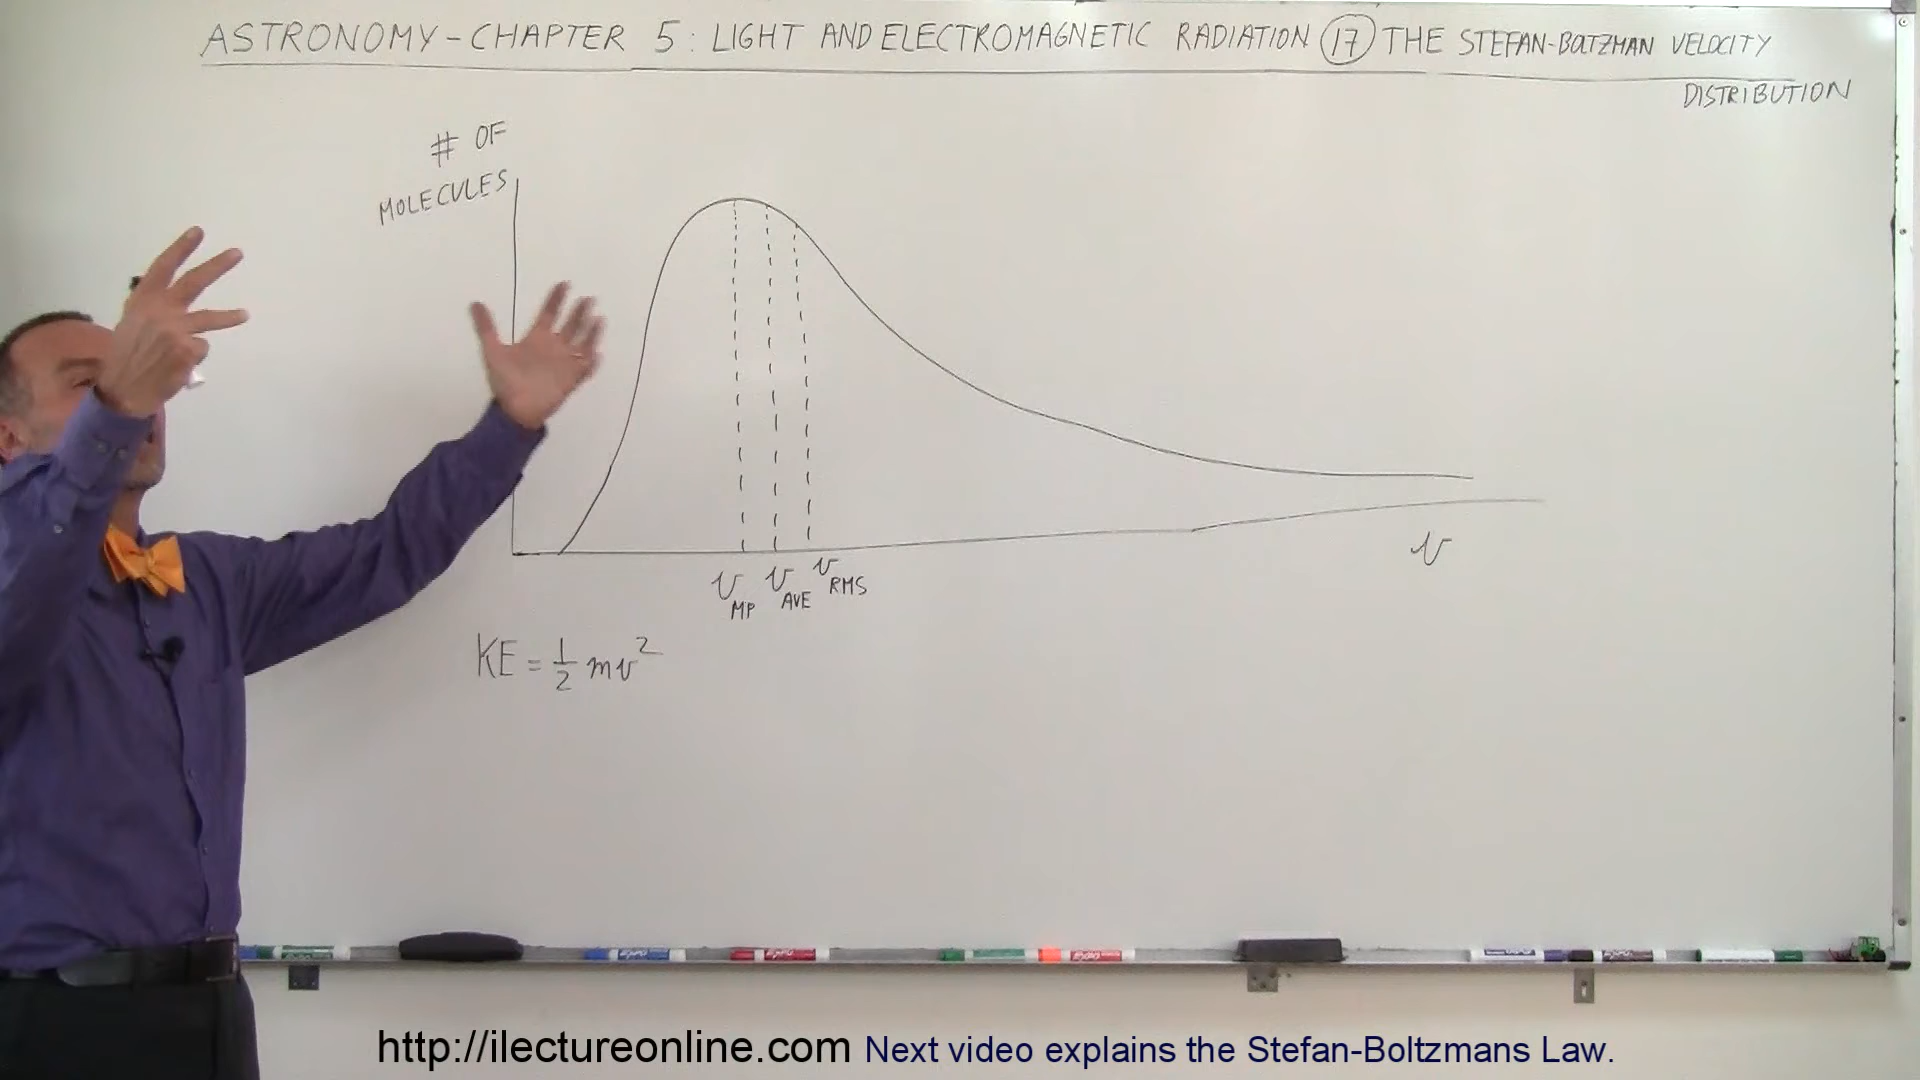 ASTRONOMY - CHAPTER 5 : LIGHT AND ELECTROMAGNETIC RADIATION 17 THE STEFAN-BOLTZMAN VELOCITY
DISTRIBUTION
# OF
MOLECULES
v
v MP v AVE v RMS
KE = 1/2 mv²
http://ilectureonline.com Next video explains the Stefan-Boltzmans Law.